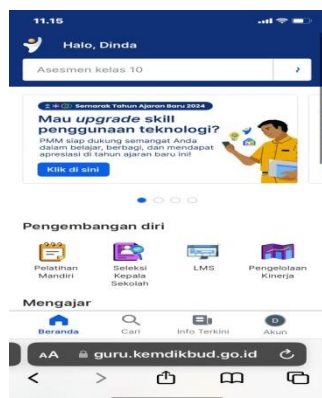 11.15
Halo, Dinda
Asesmen kelas 10
Semarak Tahun Ajaran Baru 2024
Mau upgrade skill
penggunaan teknologi?
PMM siap dukung semangat Anda
dalam belajar, berbagi, dan mendapat
apresiasi di tahun ajaran baru ini!
Klik di sini
Pengembangan diri
Pelatihan
Mandiri
Seleksi
Kepala
Sekolah
LMS
Pengelolaan
Kinerja
Mengajar
Beranda
Cari
Info Terkini
D
Akun
AA
guru.kemdikbud.go.id